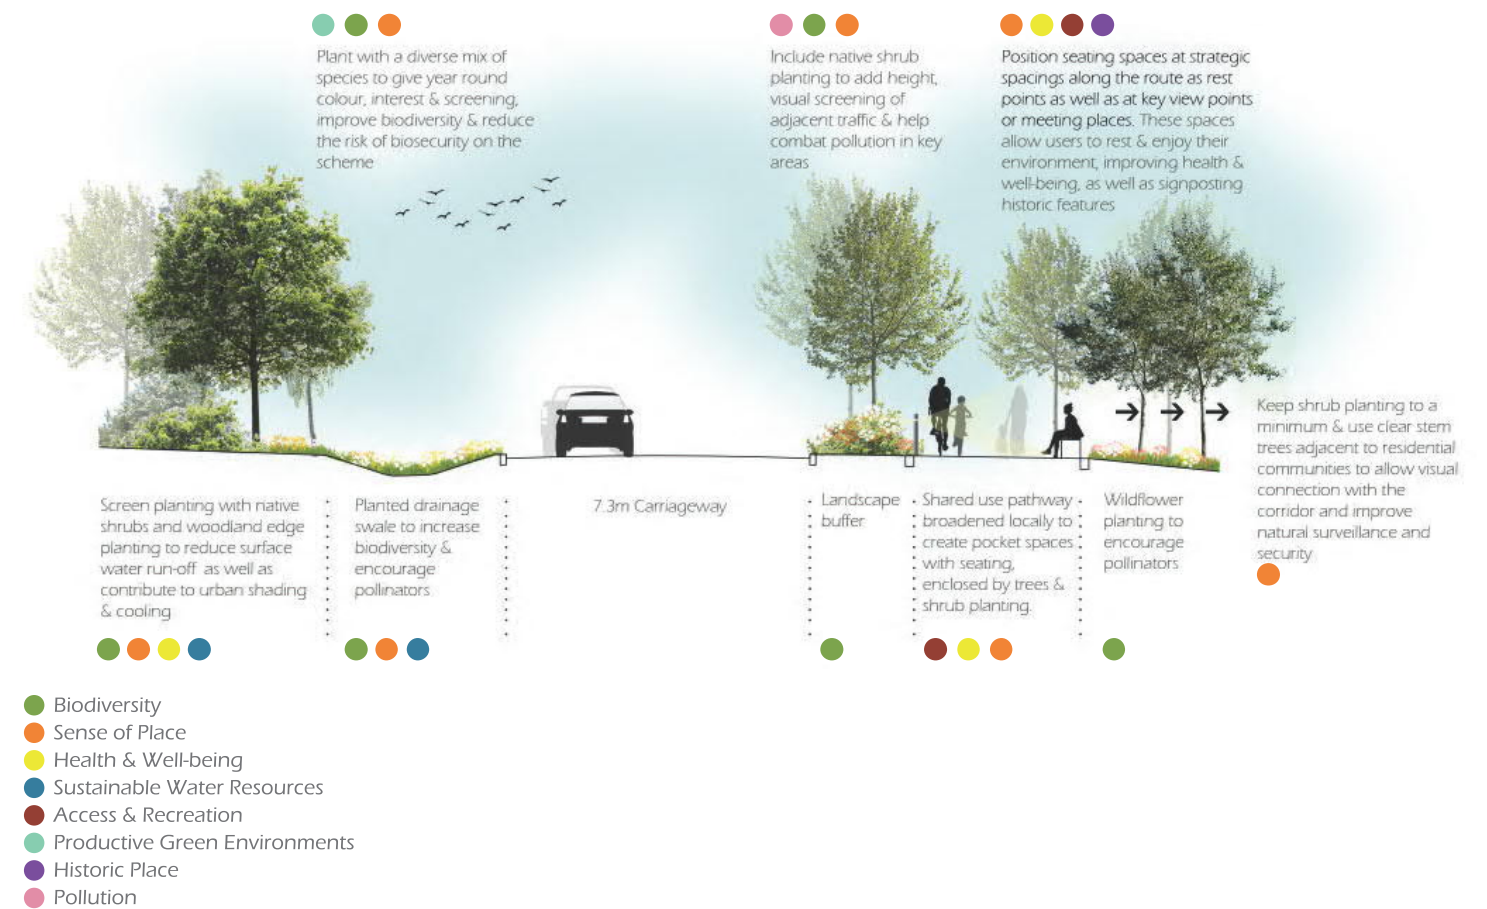 Plant with a diverse mix of
species to give year round
colour, interest & screening,
improve biodiversity & reduce
the risk of biosecurity on the
scheme
Include native shrub
planting to add height,
visual screening of
adjacent traffic & help
combat pollution in key
areas
Position seating spaces at strategic
spacings along the route as rest
points as well as at key view points
or meeting places. These spaces
allow users to rest & enjoy their
environment, improving health &
well-being, as well as signposting
historic features
Keep shrub planting to a
minimum & use clear stem
trees adjacent to residential
communities to allow visual
connection with the
corridor and improve
natural surveillance and
security
Screen planting with native
shrubs and woodland edge
planting to reduce surface
water run-off as well as
contribute to urban shading
& cooling
Planted drainage
swale to increase
biodiversity &
encourage
pollinators
7.3m Carriageway
Landscape
buffer
Shared use pathway
broadened locally to
create pocket spaces
with seating,
enclosed by trees &
shrub planting.
Wildflower
planting to
encourage
pollinators
Biodiversity
Sense of Place
Health & Well-being
Sustainable Water Resources
Access & Recreation
Productive Green Environments
Historic Place
Pollution